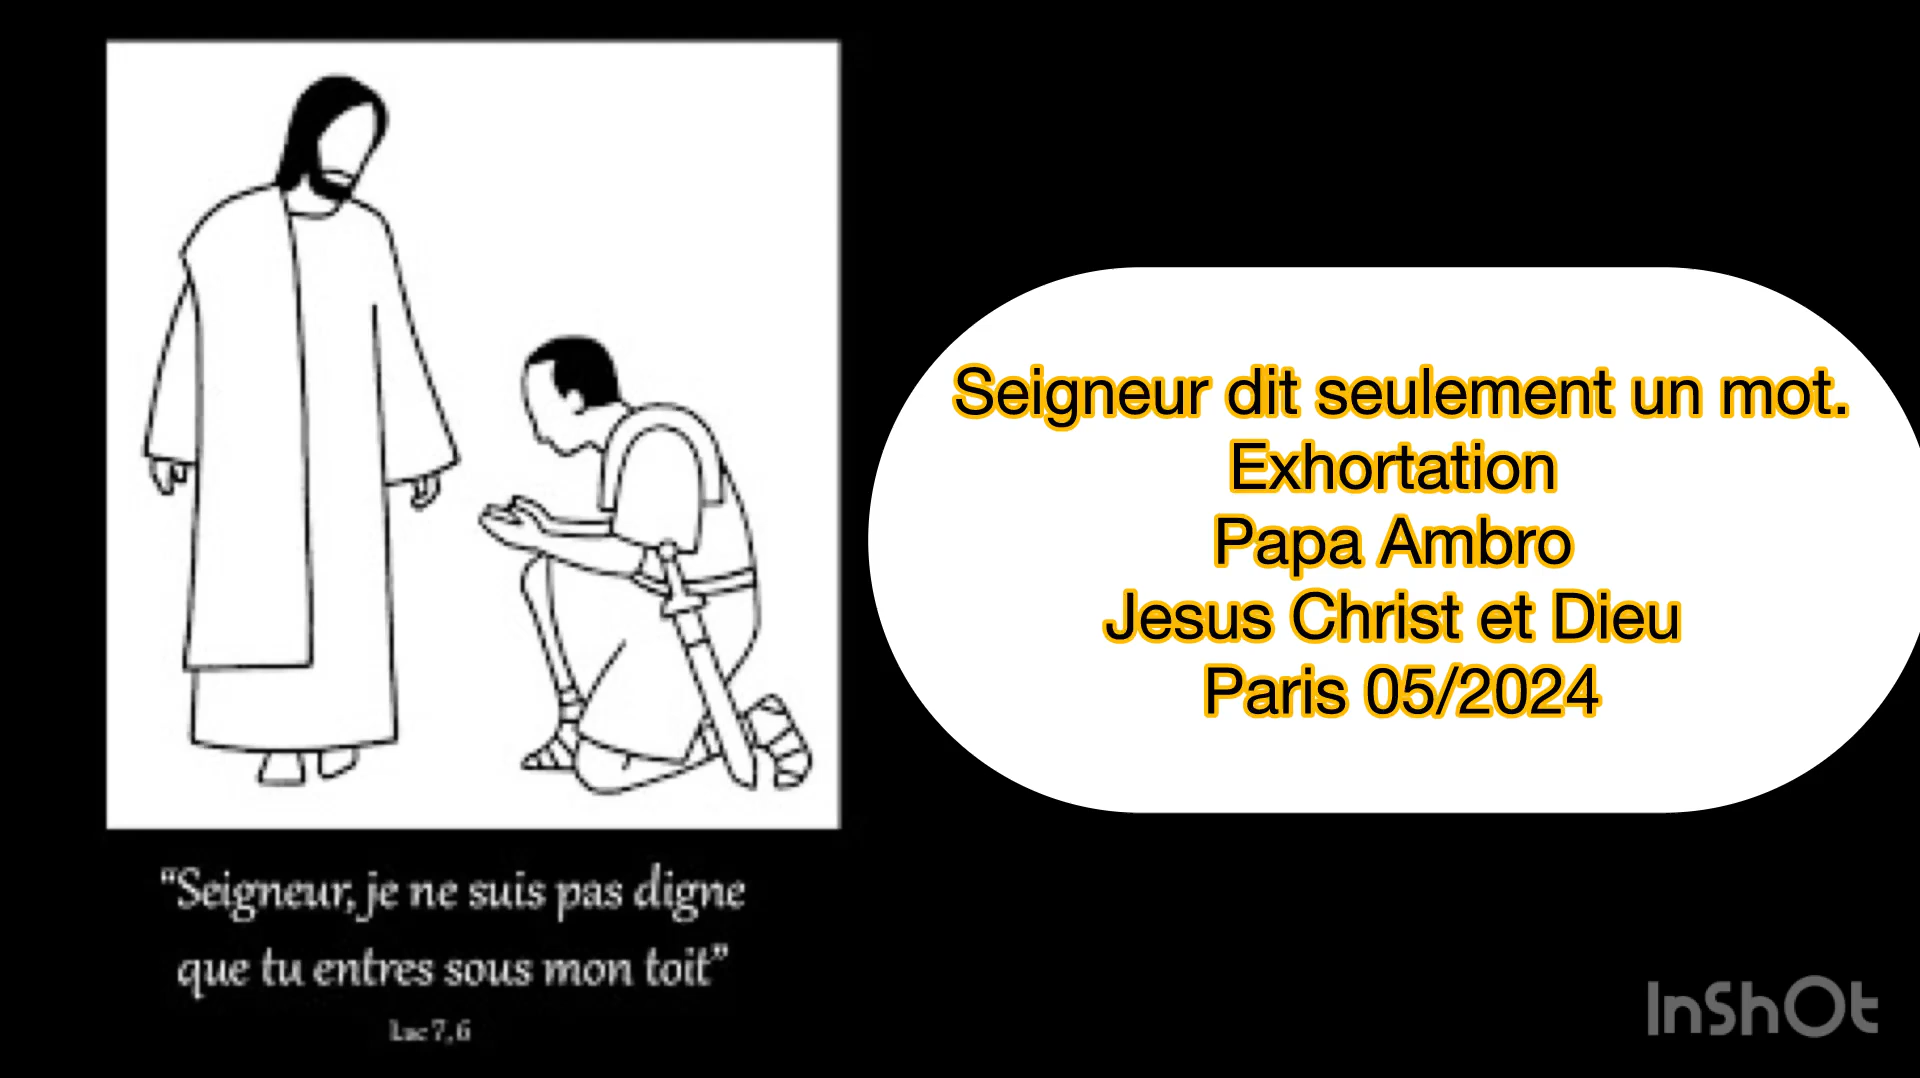 "Seigneur, je ne suis pas digne
que tu entres sous mon toit"
Luc 7, 6
Seigneur dit seulement un mot.
Exhortation
Papa Ambro
Jesus Christ et Dieu
Paris 05/2024
InShOt